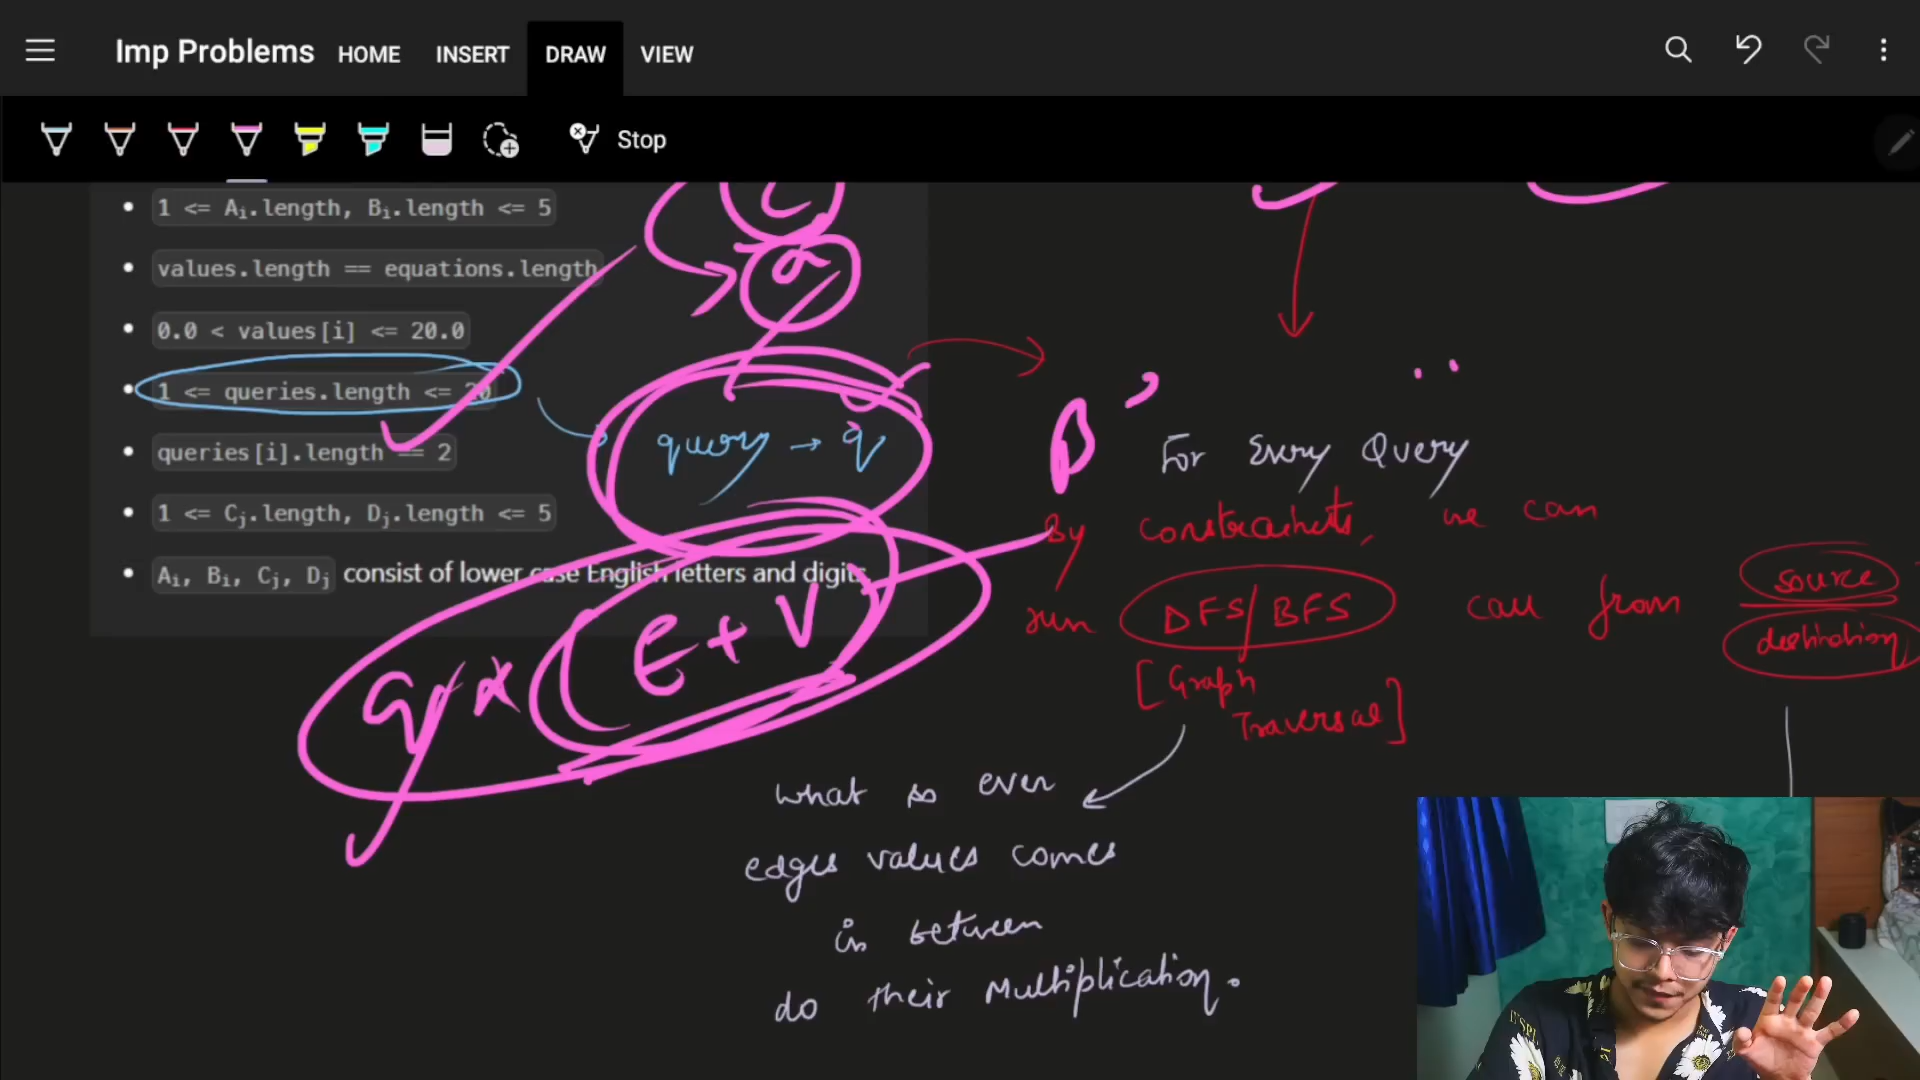 Imp Problems HOME INSERT DRAW VIEW
Stop
1 <= Ai.length, Bi.length <= 5
values.length == equations.length
0.0 < values[i] <= 20.0
1 <= queries.length <= 20
queries[i].length == 2
1 <= Cj.length, Dj.length <= 5
Ai, Bi, Cj, Dj consist of lower case English letters and digits.
query → q
q * (E + V)
For Every Query
By constraints, we can
run DFS/BFS call from source
destination
[Graph
Traversal]
what so ever
edges values comes
in between
do their Multiplication.